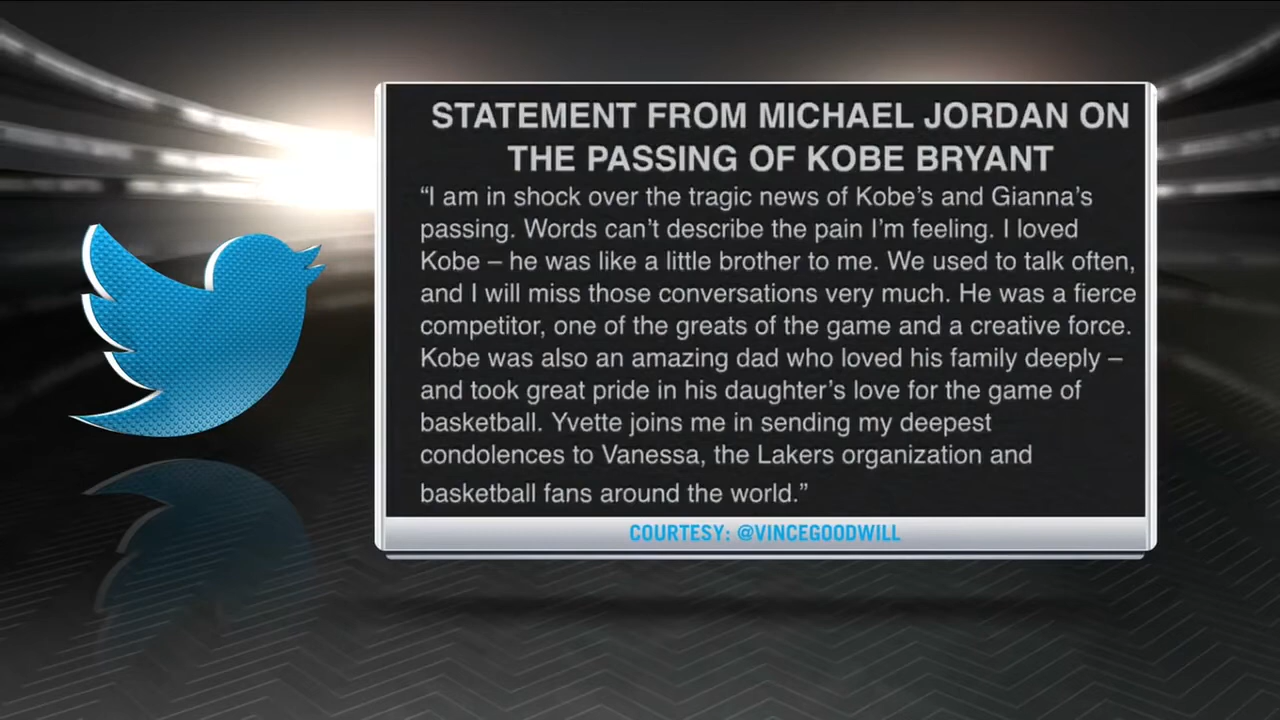 STATEMENT FROM MICHAEL JORDAN ON
THE PASSING OF KOBE BRYANT
“I am in shock over the tragic news of Kobe’s and Gianna’s
passing. Words can’t describe the pain I’m feeling. I loved
Kobe – he was like a little brother to me. We used to talk often,
and I will miss those conversations very much. He was a fierce
competitor, one of the greats of the game and a creative force.
Kobe was also an amazing dad who loved his family deeply –
and took great pride in his daughter’s love for the game of
basketball. Yvette joins me in sending my deepest
condolences to Vanessa, the Lakers organization and
basketball fans around the world.”
COURTESY: @VINCEGOODWILL